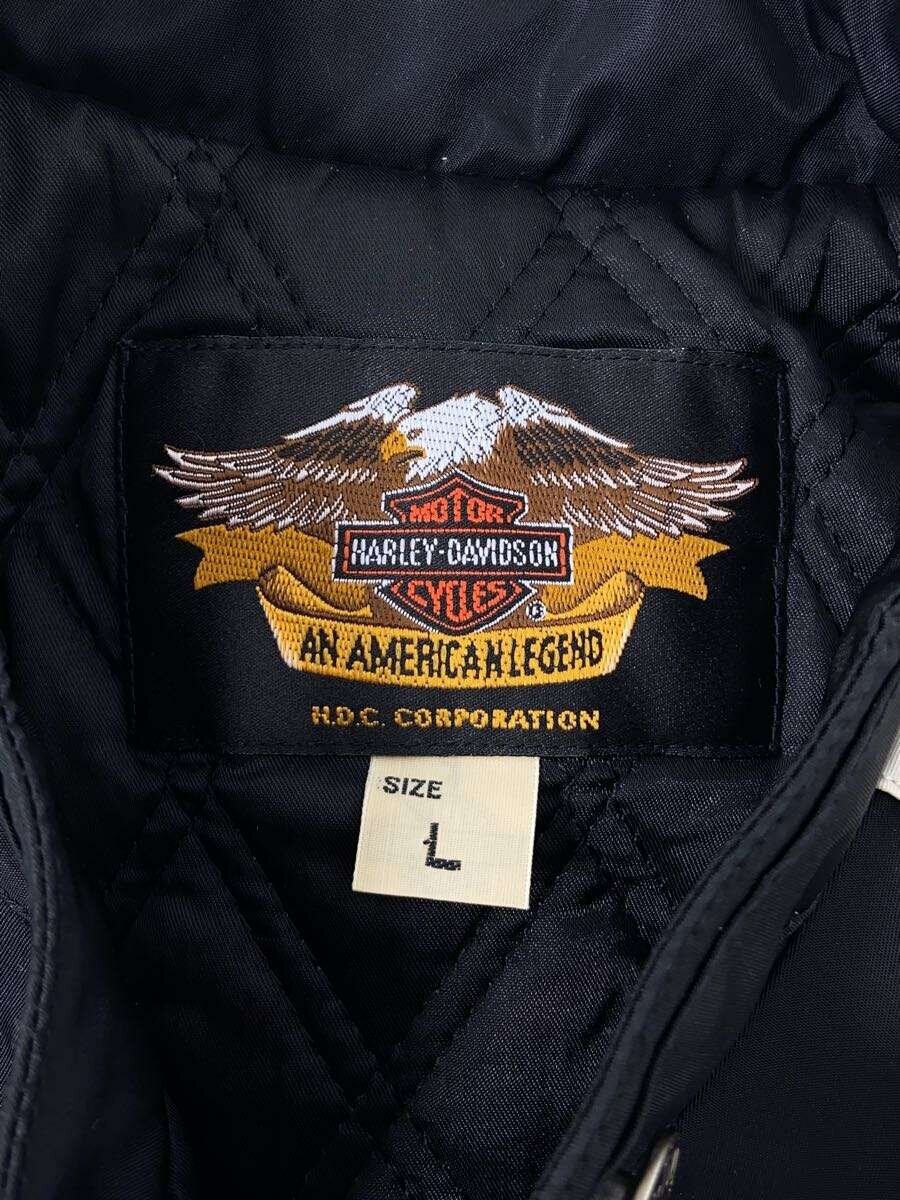 MOTOR
HARLEY-DAVIDSON
CYCLES
®
AN AMERICAN LEGEND
H.D.C. CORPORATION
SIZE
L